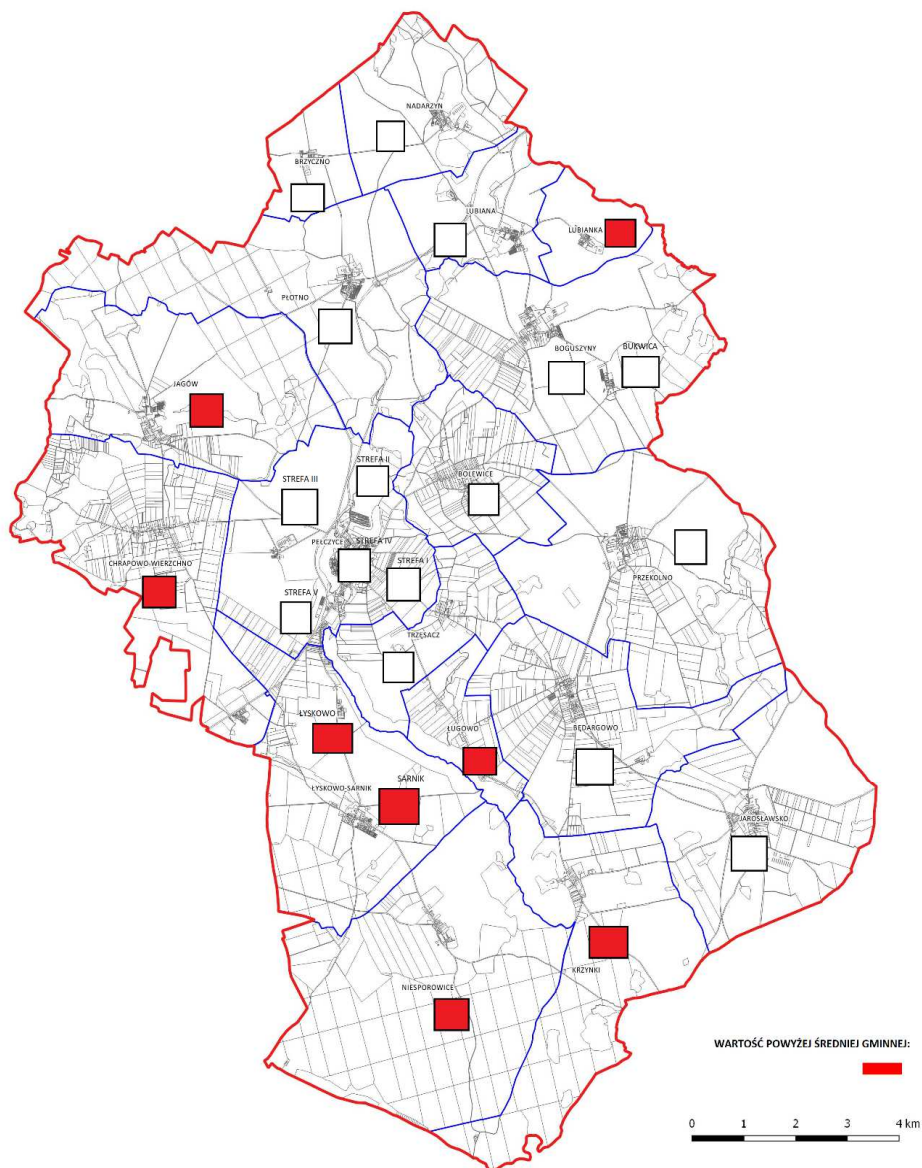 NADARZYN
BRZYCZNO
LUBIANA
LUBIANKA
PŁOTNO
BOGUSZYNY
BUKWICA
JAGÓW
STREFA II
BOLEWICE
STREFA III
PEŁCZYCE
STREFA IV
STREFA I
CHRAPOWO-WIERZCHNO
PRZEKOLNO
STREFA V
TRZĘSACZ
ŁYSKOWO
ŁUGOWO
BĘDARGOWO
SARNIK
ŁYSKOWO-SARNIK
JAROSŁAWSKO
KRZYNKI
NIESPOROWICE
WARTOŚĆ POWYŻEJ ŚREDNIEJ GMINNEJ:
0 1 2 3 4 km